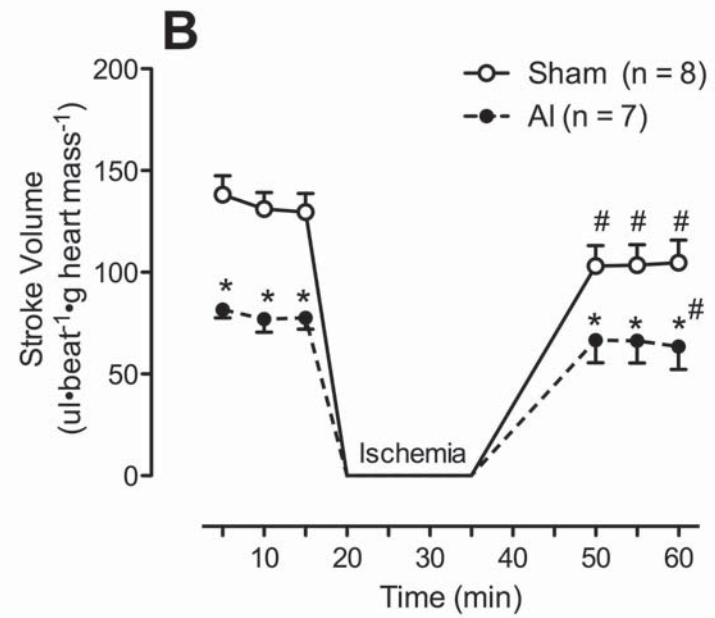 B
Sham (n = 8)
AI (n = 7)
Stroke Volume
(ul•beat⁻¹•g heart mass⁻¹)
200
150
100
50
0
# # #
* * *
* * * #
Ischemia
10 20 30 40 50 60
Time (min)